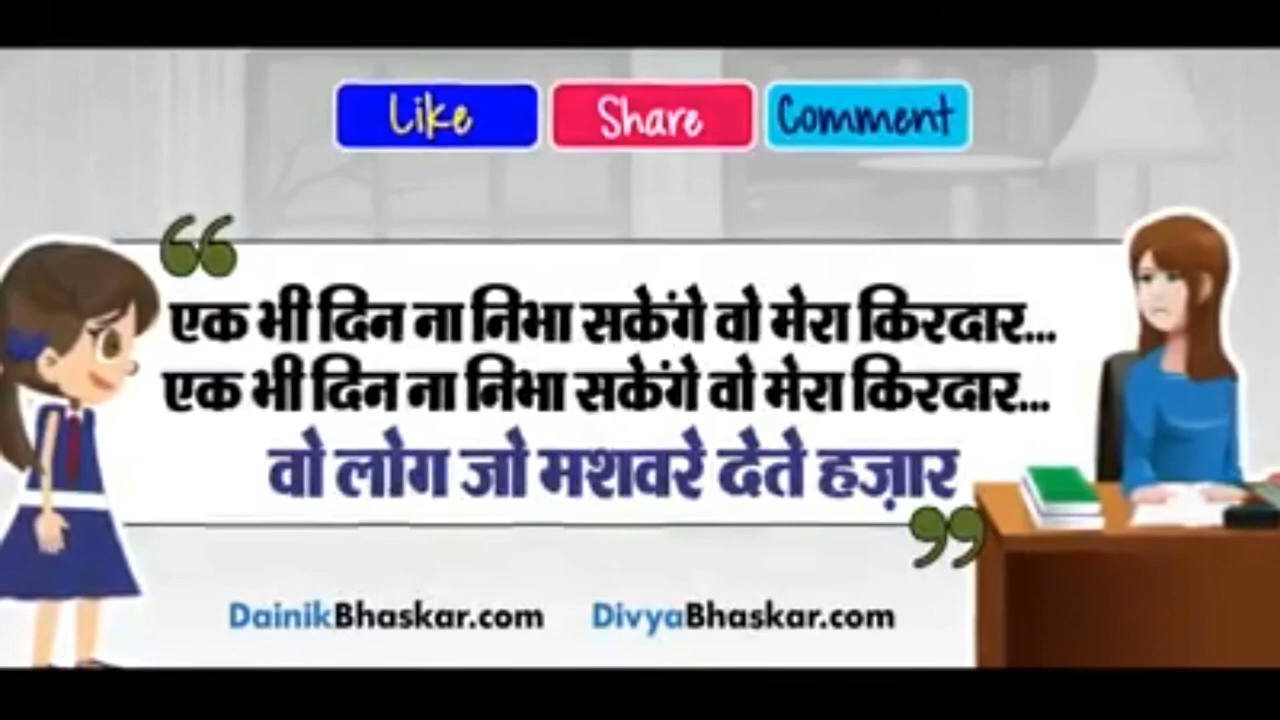 Like Share Comment
“
एक भी दिन ना निभा सकेंगे वो मेरा किरदार...
एक भी दिन ना निभा सकेंगे वो मेरा किरदार...
वो लोग जो मशवरे देते हज़ार
”
DainikBhaskar.com DivyaBhaskar.com